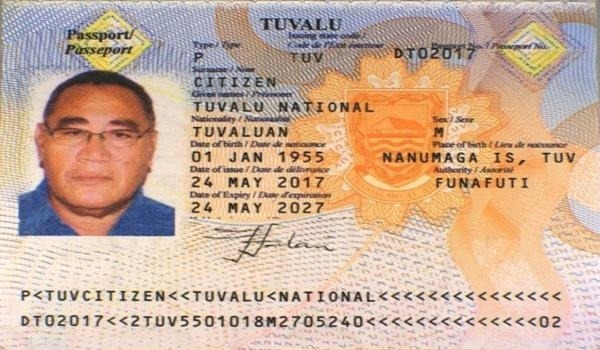 TUVALU
Passport/ Passeport
Type / Type
Issuing state code / Code de l'Etat émetteur
Passport No. / Passeport No.
P TUV DT02017
Surname / Nom
CITIZEN
Given names / Prénoms
TUVALU NATIONAL
Nationality / Nationalité Sex / Sexe
TUVALUAN M
Date of birth / Date de naissance Place of birth / Lieu de naissance
01 JAN 1955 NANUMAGA IS, TUV
Date of issue / Date de délivrance Authority / Autorité
24 MAY 2017 FUNAFUTI
Date of Expiry / Date d'expiration
24 MAY 2027
P<TUVCITIZEN<<TUVALU<NATIONAL<<<<<<<<<<<<<<<
DT02017<<2TUV5501018M2705240<<<<<<<<<<<<<<02